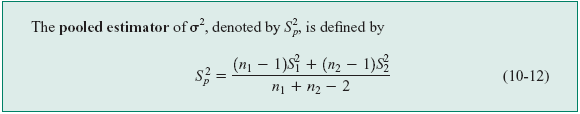 The pooled estimator of σ², denoted by S²ₚ, is defined by
S²ₚ = ((n₁ − 1)S²₁ + (n₂ − 1)S²₂) / (n₁ + n₂ − 2) (10-12)